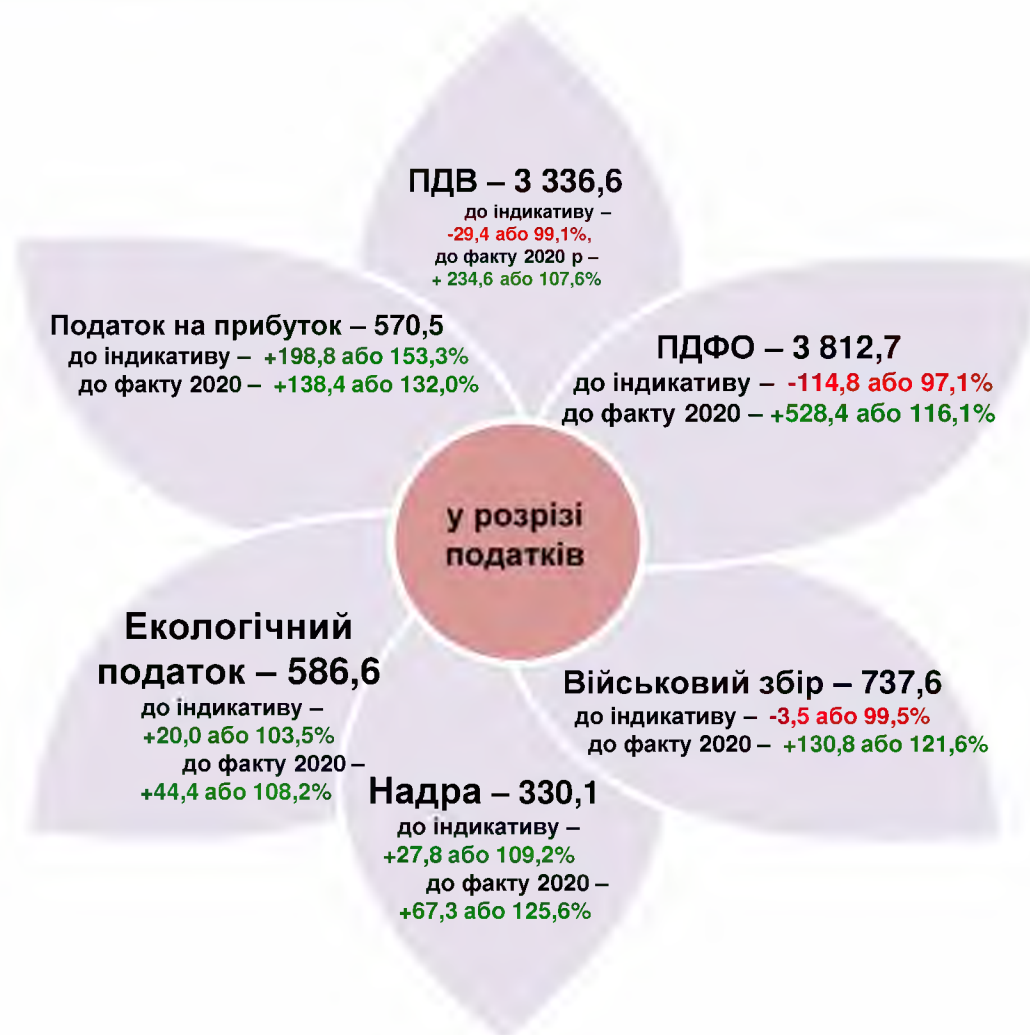 ПДВ – 3 336,6
до індикативу –
-29,4 або 99,1%,
до факту 2020 р –
+ 234,6 або 107,6%
Податок на прибуток – 570,5
до індикативу – +198,8 або 153,3%
до факту 2020 – +138,4 або 132,0%
ПДФО – 3 812,7
до індикативу – -114,8 або 97,1%
до факту 2020 – +528,4 або 116,1%
у розрізі
податків
Екологічний
податок – 586,6
до індикативу –
+20,0 або 103,5%
до факту 2020 –
+44,4 або 108,2%
Військовий збір – 737,6
до індикативу – -3,5 або 99,5%
до факту 2020 – +130,8 або 121,6%
Надра – 330,1
до індикативу –
+27,8 або 109,2%
до факту 2020 –
+67,3 або 125,6%